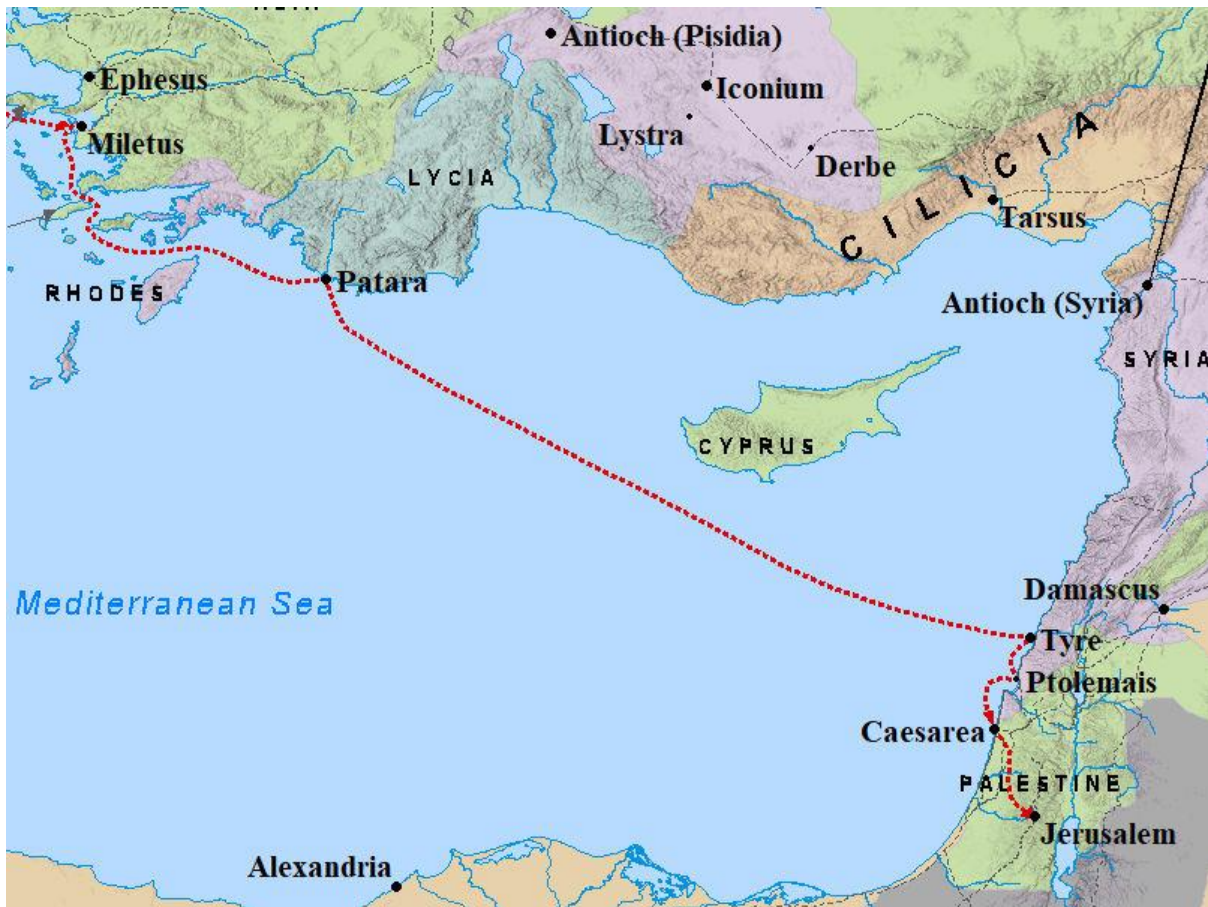 Antioch (Pisidia)
Ephesus
Iconium
Lystra
Miletus
Derbe
LYCIA
CILICIA
Tarsus
Patara
RHODES
Antioch (Syria)
SYRIA
CYPRUS
Damascus
Mediterranean Sea
Tyre
Ptolemais
Caesarea
PALESTINE
Jerusalem
Alexandria